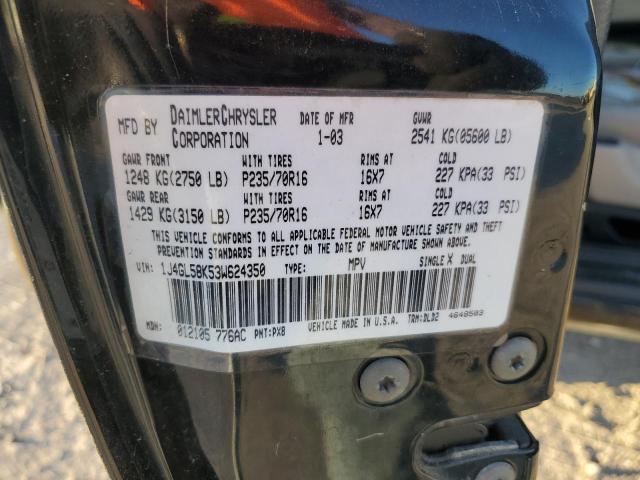 MFD BY DAIMLERCHRYSLER CORPORATION DATE OF MFR 1-03 GVWR 2541 KG(05600 LB)
GAWR FRONT WITH TIRES RIMS AT COLD
1248 KG(2750 LB) P235/70R16 16X7 227 KPA(33 PSI)
GAWR REAR WITH TIRES RIMS AT COLD
1429 KG(3150 LB) P235/70R16 16X7 227 KPA(33 PSI)
THIS VEHICLE CONFORMS TO ALL APPLICABLE FEDERAL MOTOR VEHICLE SAFETY AND THEFT
PREVENTION STANDARDS IN EFFECT ON THE DATE OF MANUFACTURE SHOWN ABOVE.
VIN: 1J4GL58K53W624350 TYPE: MPV SINGLE X DUAL
MDH: 012105 776AC PNT:PX8 VEHICLE MADE IN U.S.A. TRM:DLD2 4648503